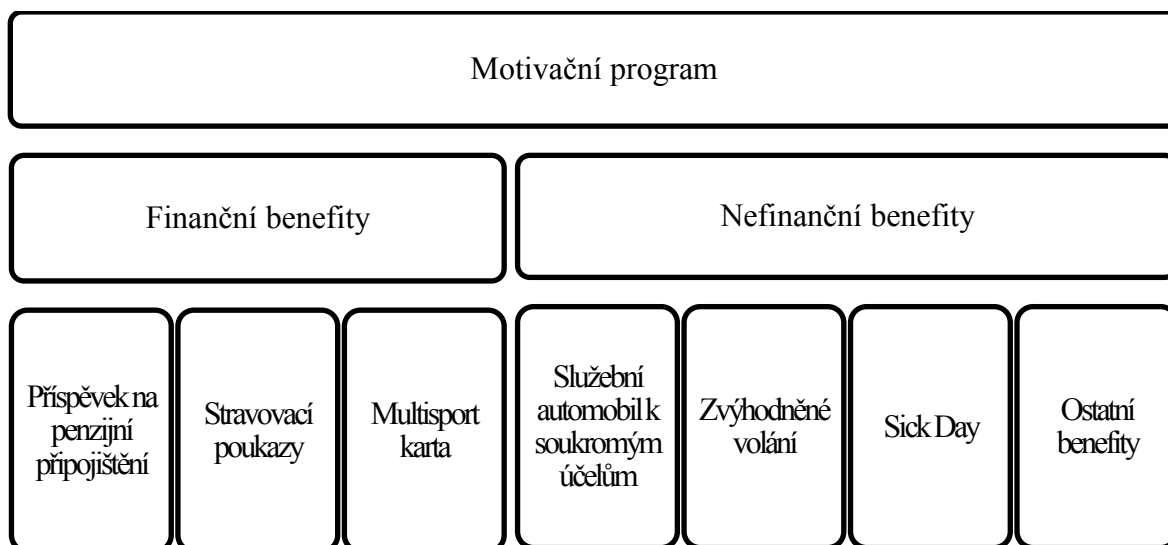 Motivační program
Finanční benefity
Nefinanční benefity
Příspěvek na
penzijní
připojištění
Stravovací
poukazy
Multisport
karta
Služební
automobil k
soukromým
účelům
Zvýhodněné
volání
Sick Day
Ostatní
benefity